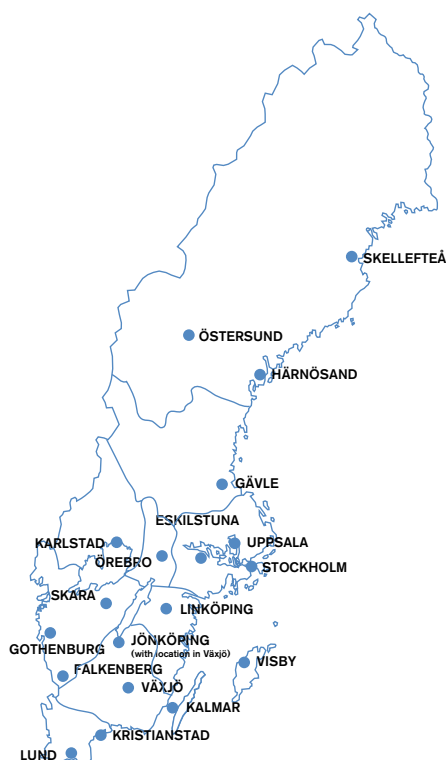 SKELLEFTEÅ
ÖSTERSUND
HÄRNÖSAND
GÄVLE
ESKILSTUNA
KARLSTAD
UPPSALA
ÖREBRO
STOCKHOLM
SKARA
LINKÖPING
JÖNKÖPING
(with location in Växjö)
GOTHENBURG
VISBY
FALKENBERG
VÄXJÖ
KALMAR
KRISTIANSTAD
LUND